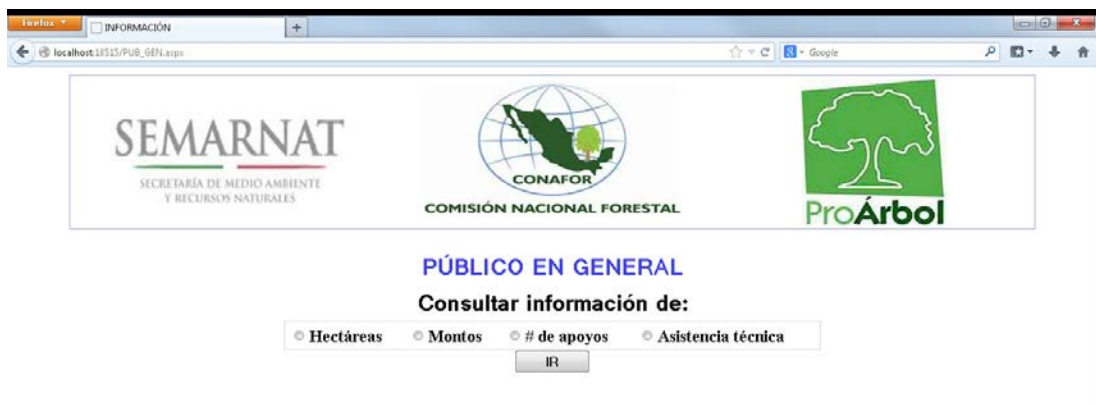 Firefox
INFORMACIÓN
+
localhost:18515/PUB_GEN.aspx
8 - Google
SEMARNAT
SECRETARÍA DE MEDIO AMBIENTE
Y RECURSOS NATURALES
CONAFOR
COMISIÓN NACIONAL FORESTAL
ProÁrbol
PÚBLICO EN GENERAL
Consultar información de:
Hectáreas Montos # de apoyos Asistencia técnica
IR